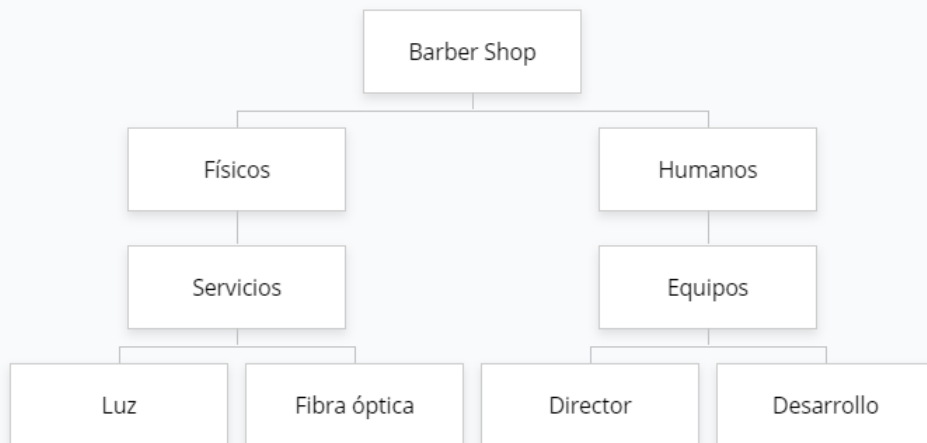 Barber Shop
Físicos
Humanos
Servicios
Equipos
Luz
Fibra óptica
Director
Desarrollo